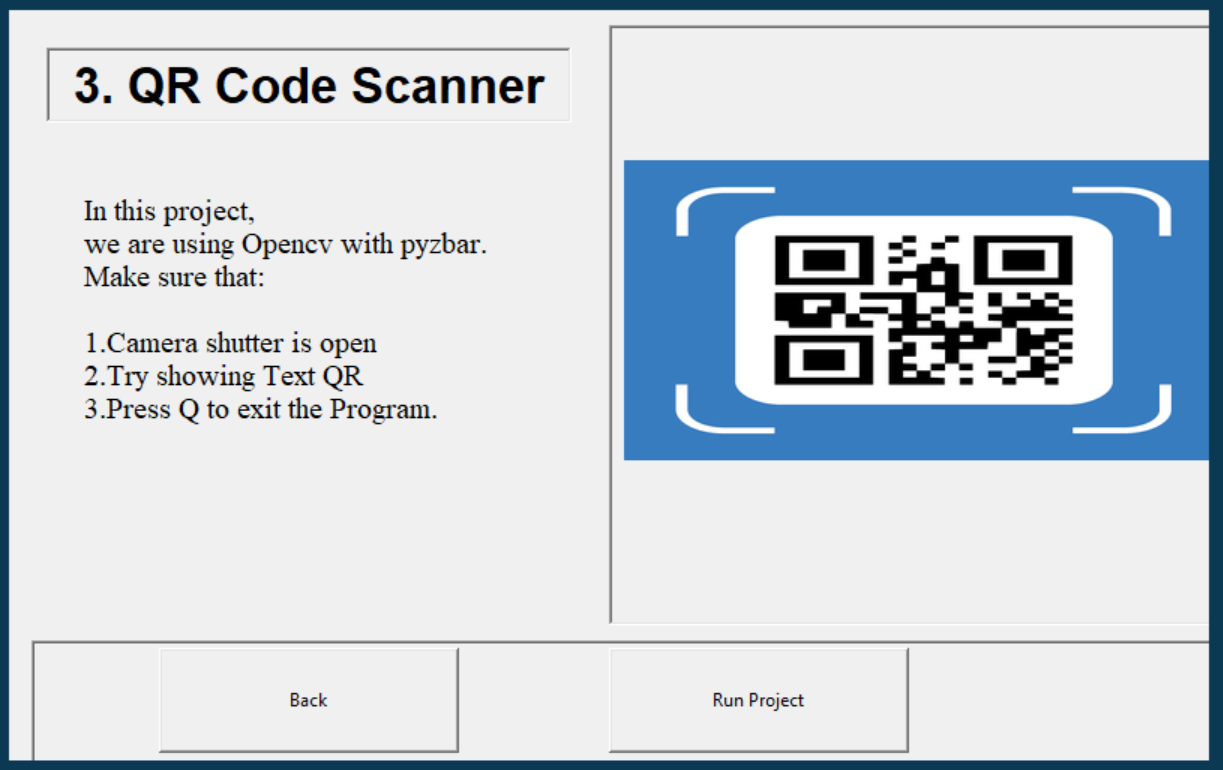 3. QR Code Scanner
In this project,
we are using Opencv with pyzbar.
Make sure that:
1.Camera shutter is open
2.Try showing Text QR
3.Press Q to exit the Program.
Back
Run Project